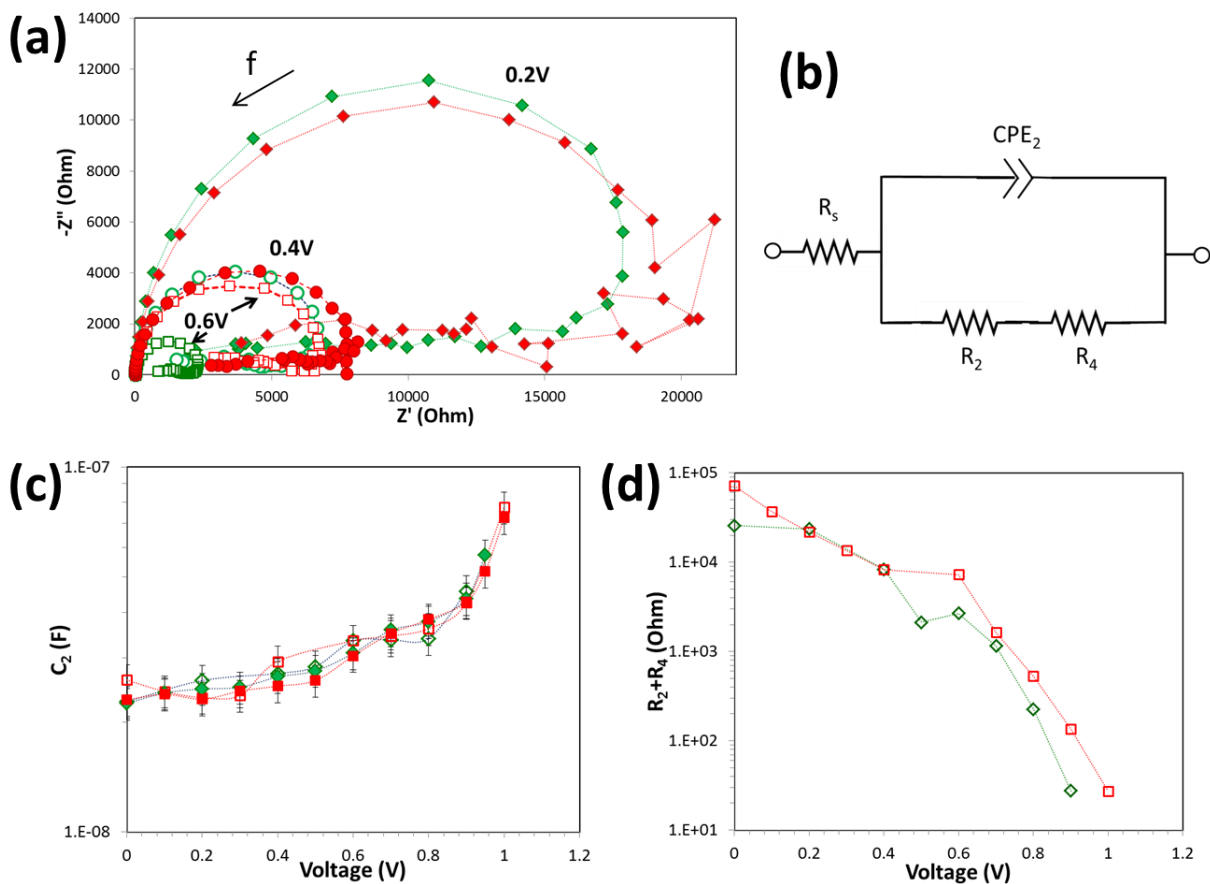 (a)
f
0.2V
0.4V
0.6V
-Z" (Ohm)
14000
12000
10000
8000
6000
4000
2000
0
0
5000
10000
15000
20000
Z' (Ohm)
(b)
CPE2
Rs
R2
R4
(c)
C2 (F)
1.E-07
1.E-08
0
0.2
0.4
0.6
0.8
1
1.2
Voltage (V)
(d)
R2+R4 (Ohm)
1.E+05
1.E+04
1.E+03
1.E+02
1.E+01
0
0.2
0.4
0.6
0.8
1
1.2
Voltage (V)